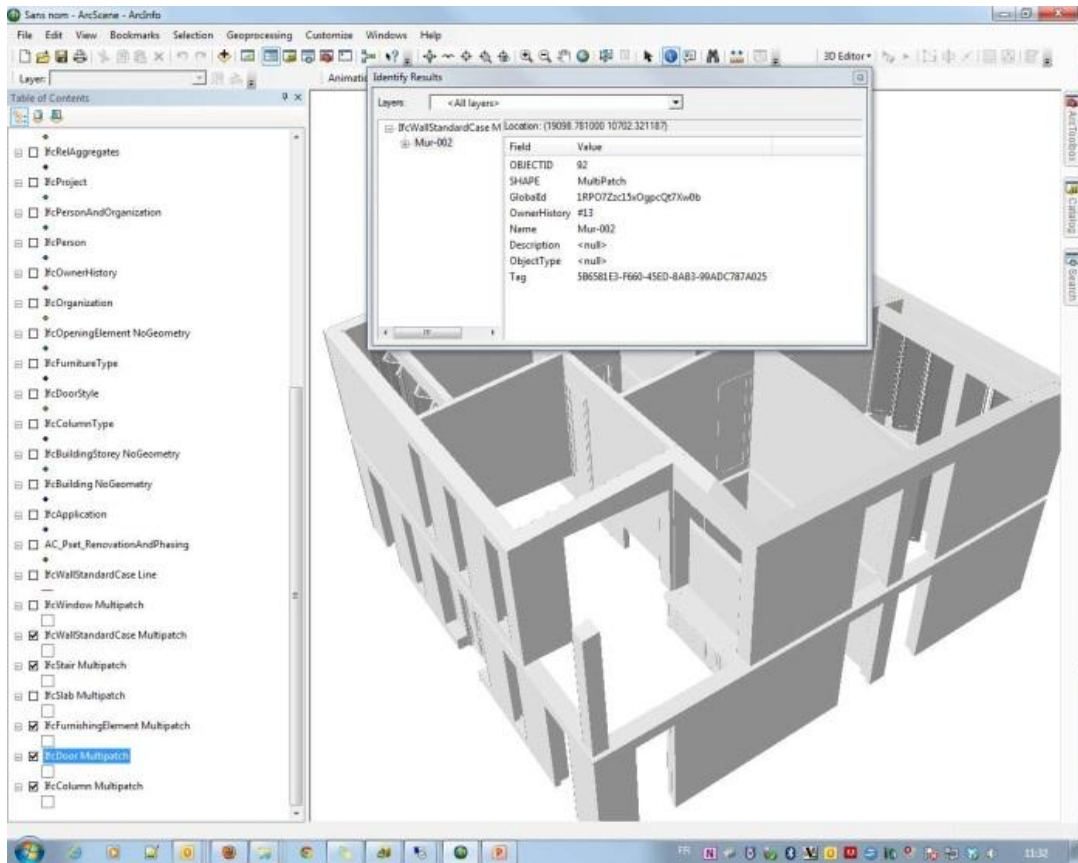 Sans nom - ArcScene - ArcInfo
File Edit View Bookmarks Selection Geoprocessing Customize Windows Help
3D Editor
Layer:
Animatic
Identify Results
Layers: <All layers>
IfcWallStandardCase M
Mur-002
Location: (19098.781000 10702.321187)
Field Value
OBJECTID 92
SHAPE MultiPatch
GlobalId 1RPO7Zzc15xOgpcQt7Xw0b
OwnerHistory #13
Name Mur-002
Description <null>
ObjectType <null>
Tag 5B6581E3-F660-45ED-8AB3-99ADC787A025
Table of Contents
IfcRelAggregates
IfcProject
IfcPersonAndOrganization
IfcPerson
IfcOwnerHistory
IfcOrganization
IfcOpeningElement NoGeometry
IfcFurnitureType
IfcDoorStyle
IfcColumnType
IfcBuildingStorey NoGeometry
IfcBuilding NoGeometry
IfcApplication
AC_Pset_RenovationAndPhasing
IfcWallStandardCase Line
IfcWindow Multipatch
IfcWallStandardCase Multipatch
IfcStair Multipatch
IfcSlab Multipatch
IfcFurnishingElement Multipatch
IfcDoor Multipatch
IfcColumn Multipatch
ArcToolbox
Catalog
Search
FR
11:32